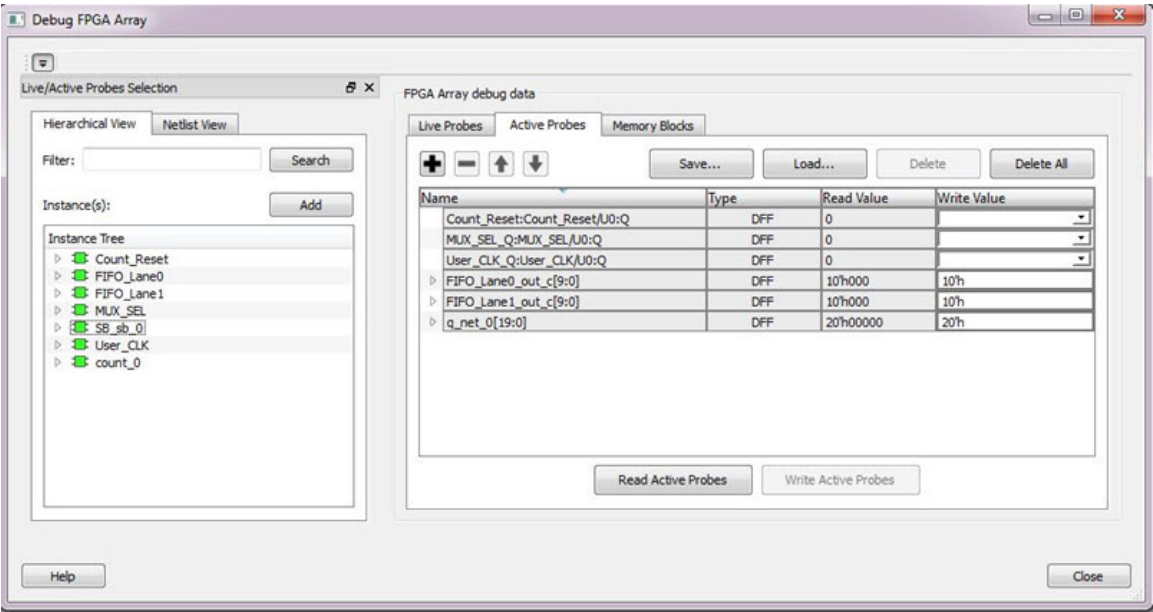 Debug FPGA Array
Live/Active Probes Selection
Hierarchical View Netlist View
Filter: Search
Instance(s): Add
Instance Tree
Count_Reset
FIFO_Lane0
FIFO_Lane1
MUX_SEL
SB_sb_0
User_CLK
count_0
FPGA Array debug data
Live Probes Active Probes Memory Blocks
Save... Load... Delete Delete All
Name Type Read Value Write Value
Count_Reset:Count_Reset/U0:Q DFF 0
MUX_SEL_Q:MUX_SEL/U0:Q DFF 0
User_CLK_Q:User_CLK/U0:Q DFF 0
FIFO_Lane0_out_c[9:0] DFF 10'h000 10'h
FIFO_Lane1_out_c[9:0] DFF 10'h000 10'h
q_net_0[19:0] DFF 20'h00000 20'h
Read Active Probes Write Active Probes
Help Close